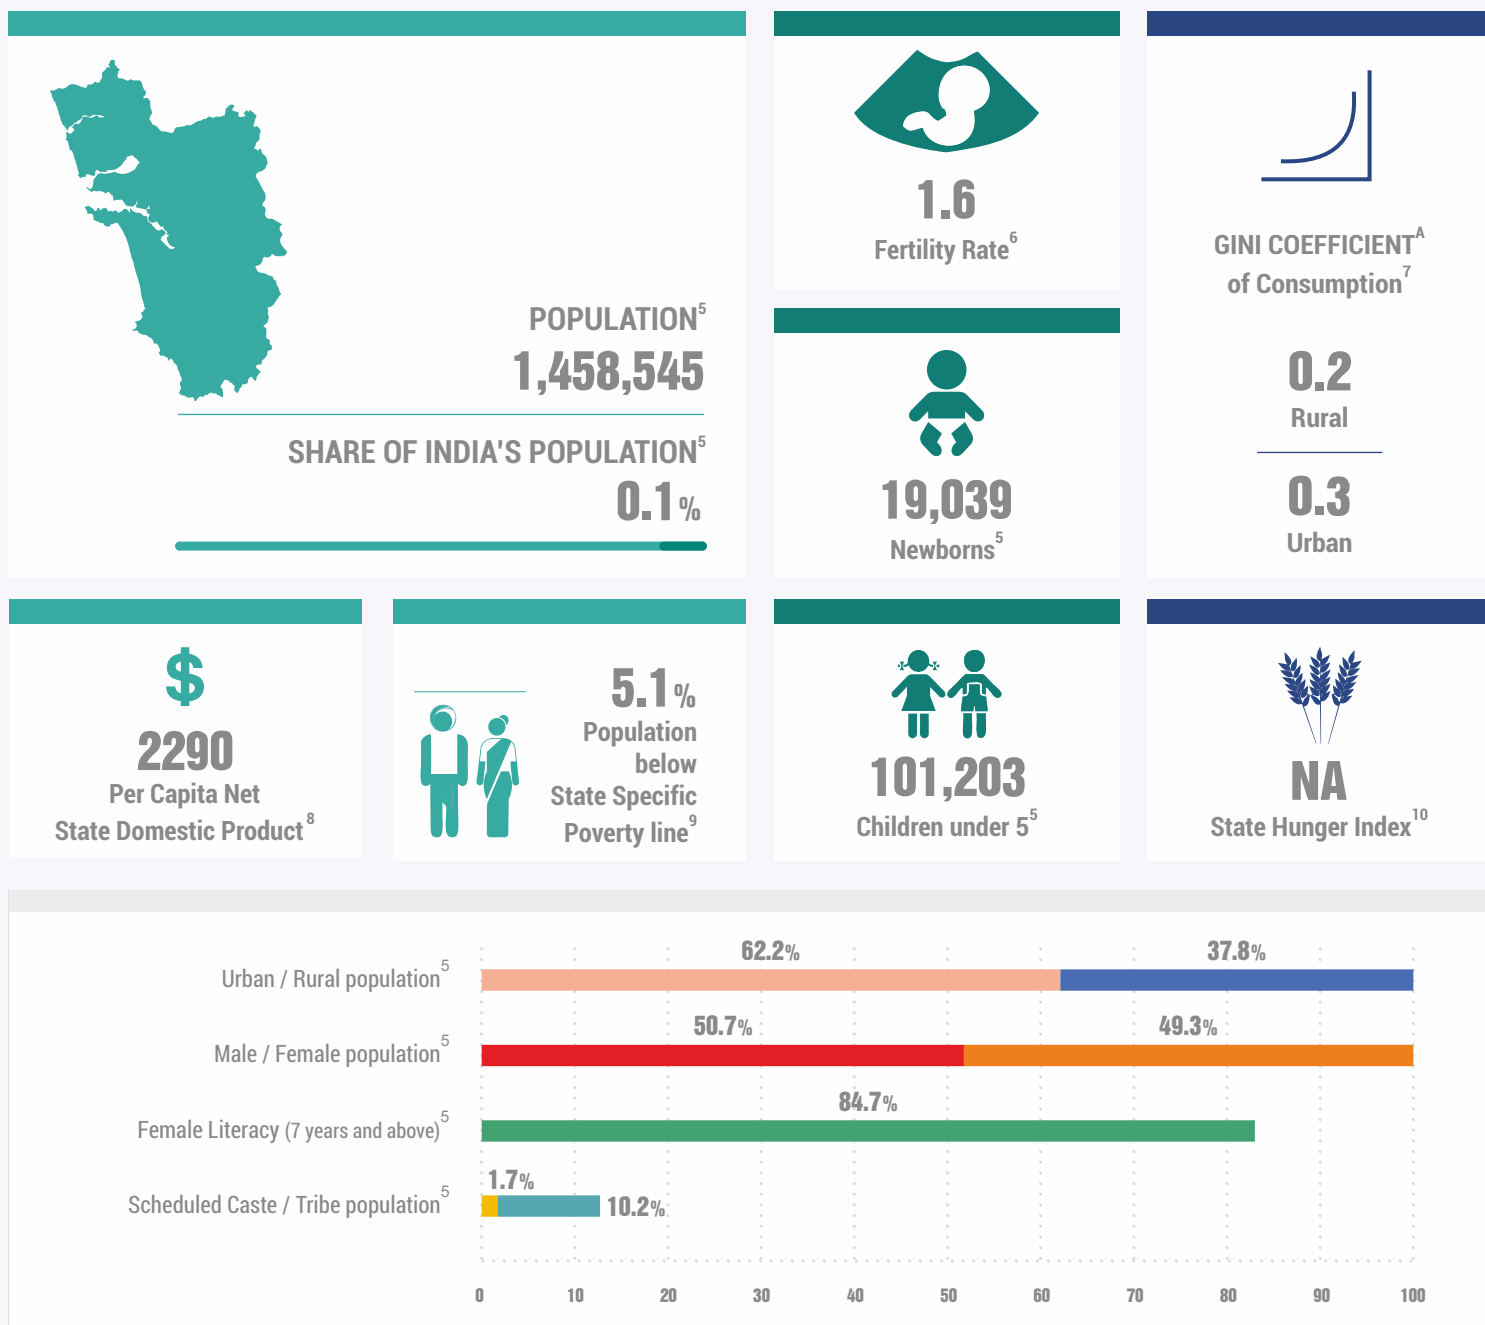 POPULATION5
1,458,545
SHARE OF INDIA'S POPULATION5
0.1%
1.6
Fertility Rate6
19,039
Newborns5
GINI COEFFICIENTA
of Consumption7
0.2
Rural
0.3
Urban
$
2290
Per Capita Net
State Domestic Product8
5.1%
Population
below
State Specific
Poverty line9
101,203
Children under 55
NA
State Hunger Index10
62.2% 37.8%
Urban / Rural population5
50.7% 49.3%
Male / Female population5
84.7%
Female Literacy (7 years and above)5
1.7%
Scheduled Caste / Tribe population5 10.2%
0 10 20 30 40 50 60 70 80 90 100